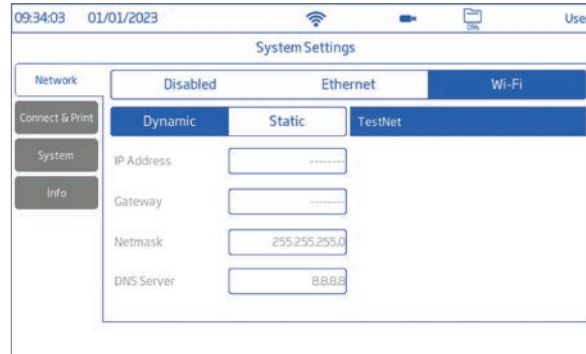 09:34:03 01/01/2023 0% Use
System Settings
Network Disabled Ethernet Wi-Fi
Connect & Print Dynamic Static TestNet
System IP Address --------
Info Gateway --------
Netmask 255.255.255.0
DNS Server 8.8.8.8